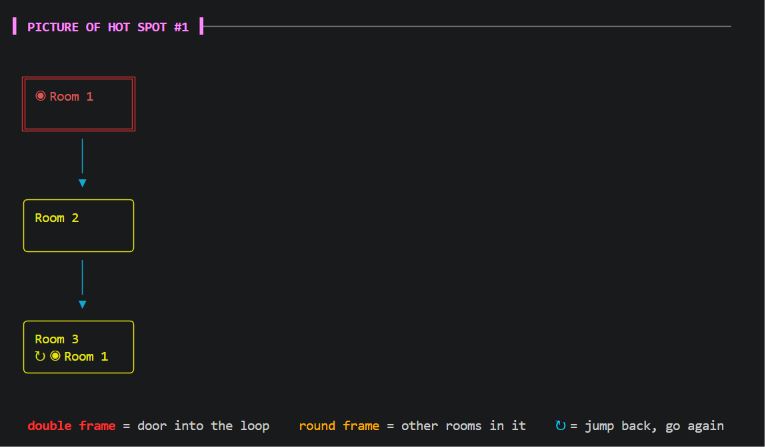 PICTURE OF HOT SPOT #1
◉ Room 1
Room 2
Room 3
↻ ◉ Room 1
double frame = door into the loop round frame = other rooms in it ↻ = jump back, go again